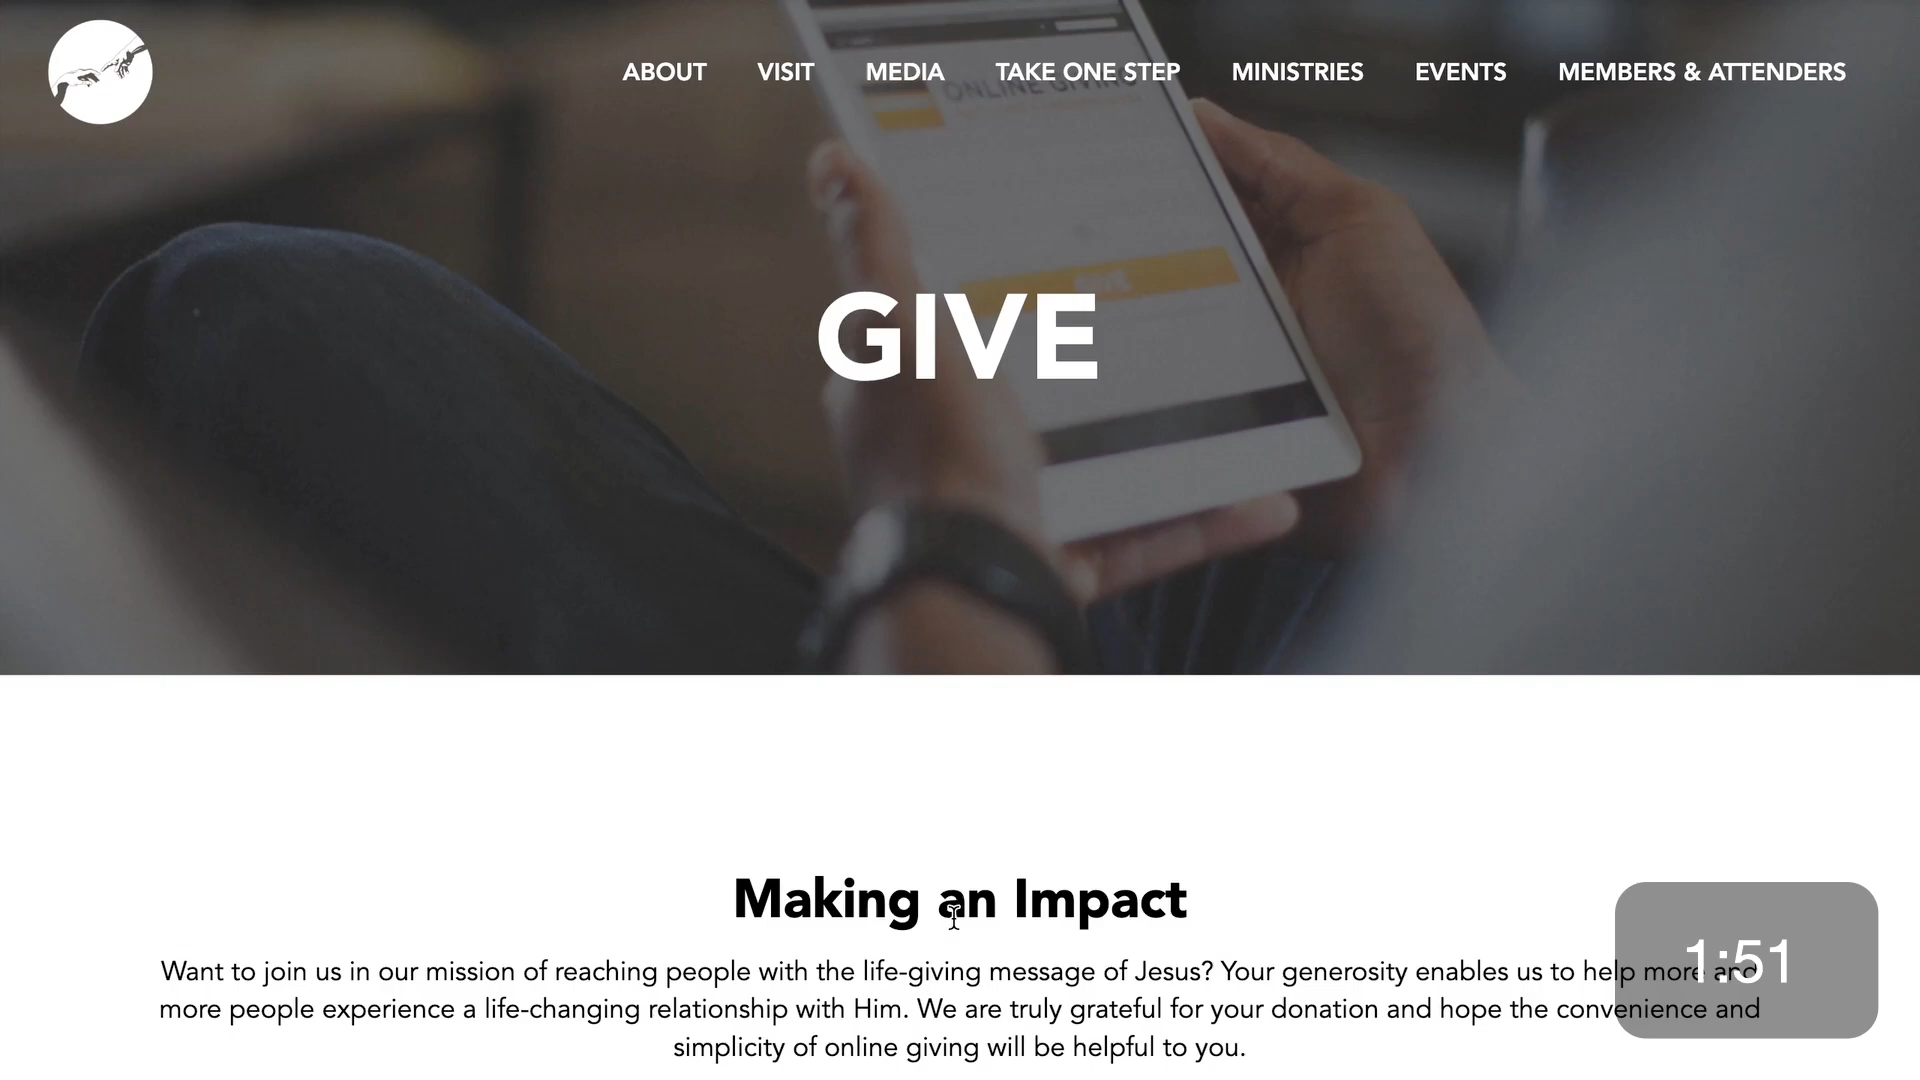 ABOUT VISIT MEDIA TAKE ONE STEP MINISTRIES EVENTS MEMBERS & ATTENDERS
ONLINE GIVING
GIVE
Making an Impact
Want to join us in our mission of reaching people with the life-giving message of Jesus? Your generosity enables us to help more and
more people experience a life-changing relationship with Him. We are truly grateful for your donation and hope the convenience and
simplicity of online giving will be helpful to you.
1:51